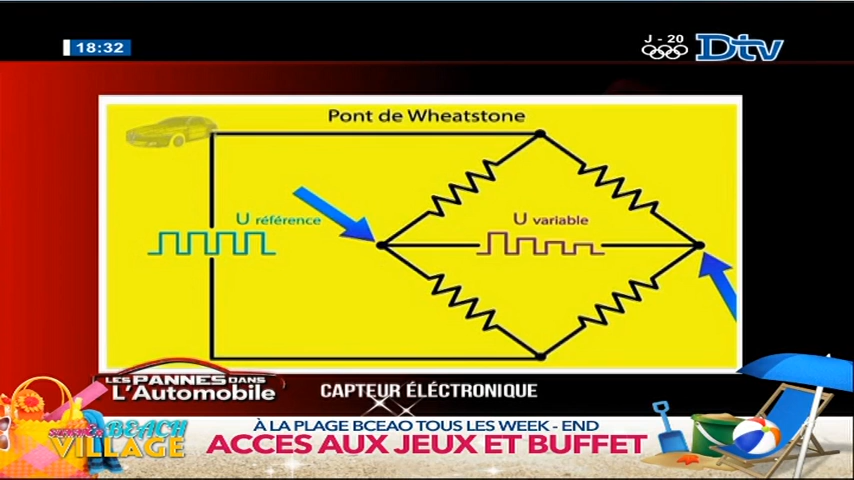 18:32
J - 20
Dtv
Pont de Wheatstone
U référence
U variable
LES PANNES DANS
L'Automobile
CAPTEUR ÉLÉCTRONIQUE
À LA PLAGE BCEAO TOUS LES WEEK - END
ACCES AUX JEUX ET BUFFET
SUMMER BEACH
VILLAGE